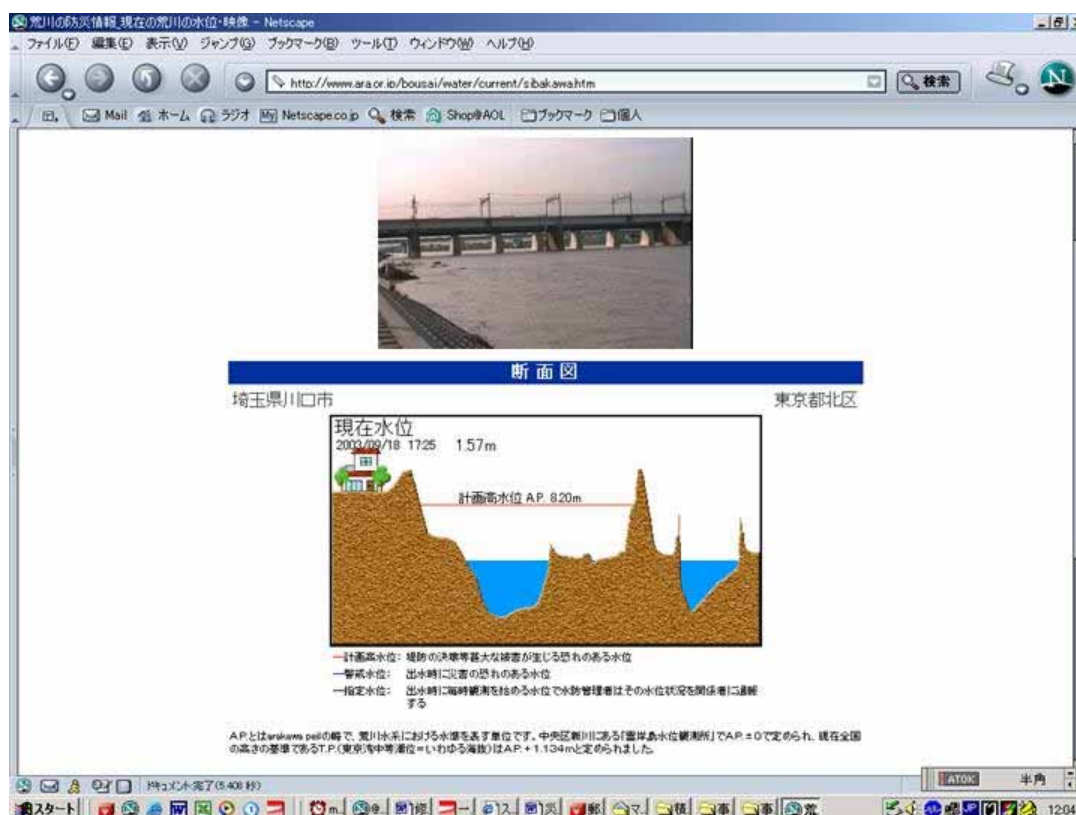 荒川の防災情報_現在の荒川の水位・映像 - Netscape
ファイル(F) 編集(E) 表示(V) ジャンプ(G) ブックマーク(B) ツール(T) ウィンドウ(W) ヘルプ(H)
http://www.ara.or.jp/bousai/water/current/sibakawa.htm
検索
Mail ホーム ラジオ My Netscape.co.jp 検索 Shop@AOL ブックマーク 個人
断面図
埼玉県川口市
東京都北区
現在水位
2003/09/18 17:25 1.57m
計画高水位 A.P. 8.20m
計画高水位: 堤防の決壊等甚大な被害が生じる恐れのある水位
警戒水位: 出水時に災害の恐れのある水位
指定水位: 出水時に毎時観測を始める水位で水防管理者はその水位状況を関係者に通報
する
A.P.とはarakawa peilの略で、荒川水系における水準を表す単位です。中央区新川にある「霊岸島水位観測所」でA.P.±0で定められ、現在全国
の高さの基準であるT.P.(東京湾中等潮位=いわゆる海抜)はA.P.+1.134mと定められました。
ドキュメント:完了(5.408 秒)
ATOK 半角
スタート
12:04